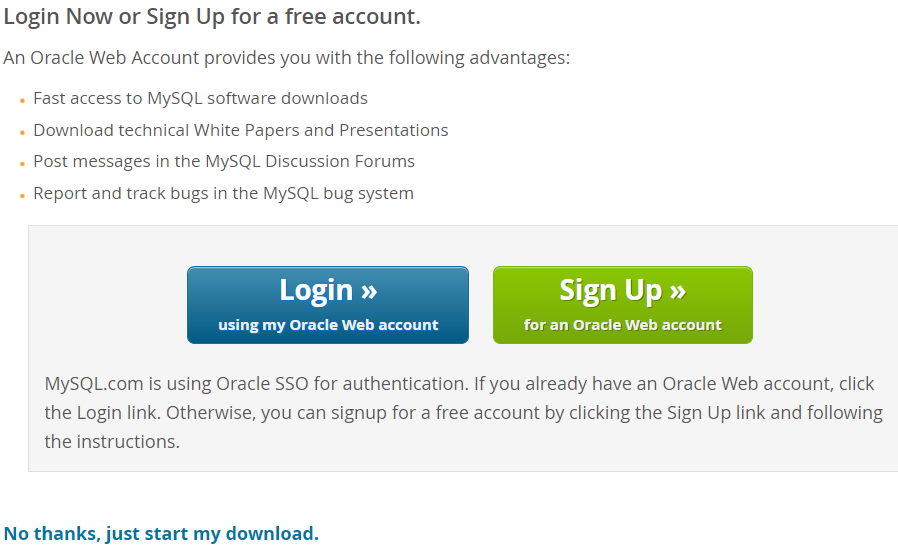 Login Now or Sign Up for a free account.
An Oracle Web Account provides you with the following advantages:
Fast access to MySQL software downloads
Download technical White Papers and Presentations
Post messages in the MySQL Discussion Forums
Report and track bugs in the MySQL bug system
Login »
using my Oracle Web account
Sign Up »
for an Oracle Web account
MySQL.com is using Oracle SSO for authentication. If you already have an Oracle Web account, click
the Login link. Otherwise, you can signup for a free account by clicking the Sign Up link and following
the instructions.
No thanks, just start my download.